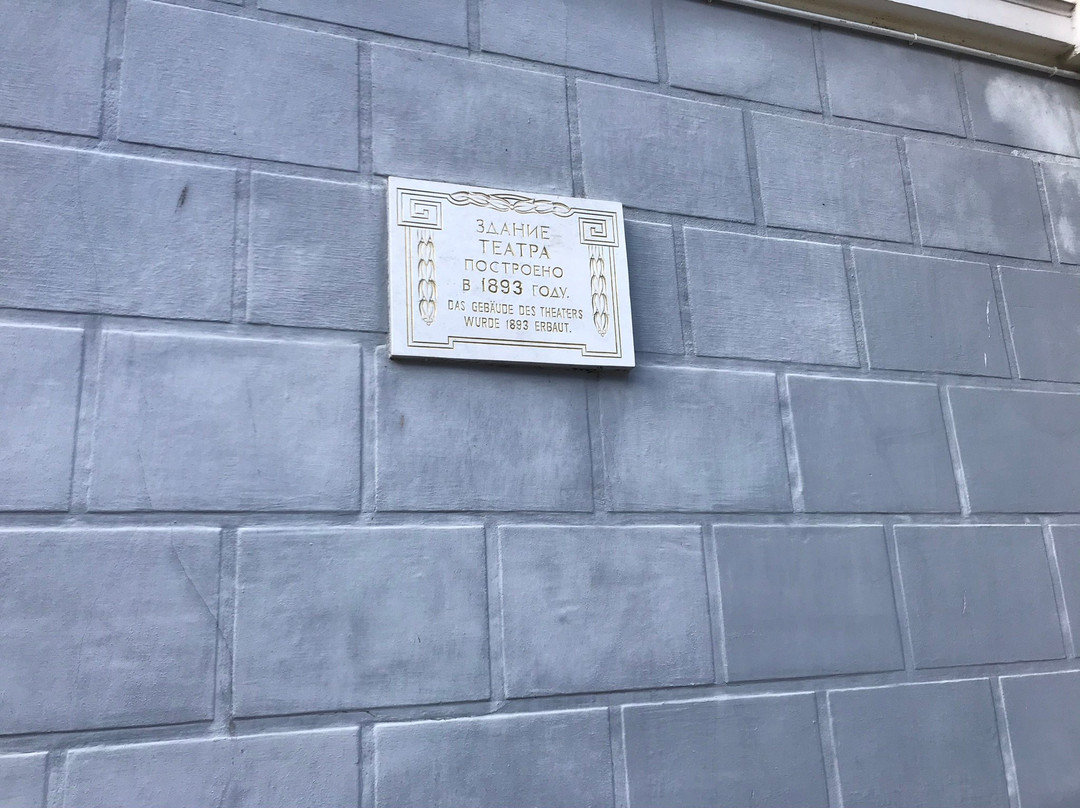 ЗДАНИЕ
ТЕАТРА
ПОСТРОЕНО
В 1893 ГОДУ.
DAS GEBÄUDE DES THEATERS
WURDE 1893 ERBAUT.